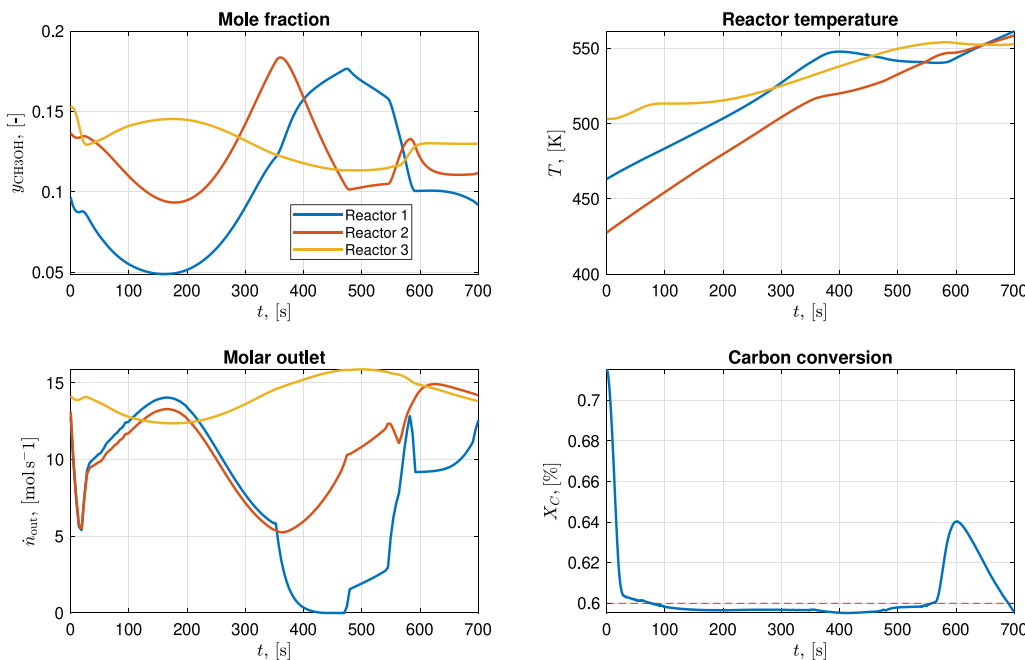 Mole fraction
0.2
0.15
0.1
0.05
y_CH3OH, [-]
Reactor 1
Reactor 2
Reactor 3
0 100 200 300 400 500 600 700
t, [s]
Reactor temperature
550
500
450
400
T, [K]
0 100 200 300 400 500 600 700
t, [s]
Molar outlet
15
10
5
0
ṅ_out, [mol s−1]
0 100 200 300 400 500 600 700
t, [s]
Carbon conversion
0.7
0.68
0.66
0.64
0.62
0.6
X_C, [%]
0 100 200 300 400 500 600 700
t, [s]